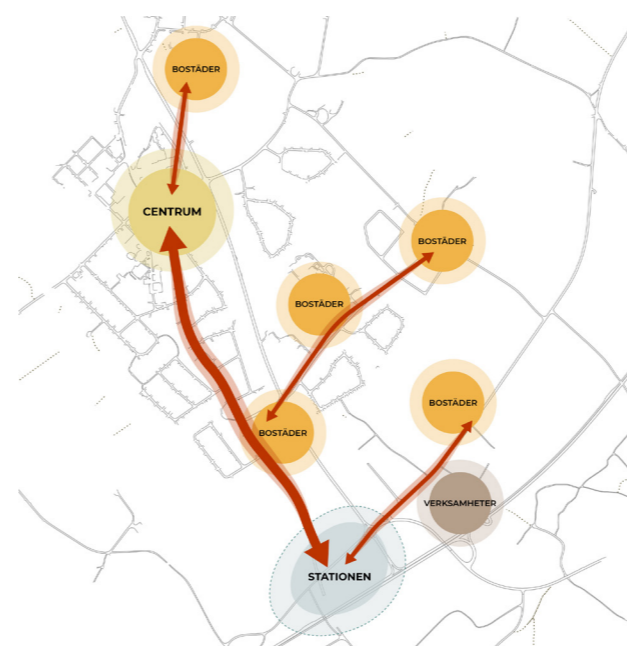 BOSTÄDER
CENTRUM
BOSTÄDER
BOSTÄDER
BOSTÄDER
BOSTÄDER
VERKSAMHETER
STATIONEN